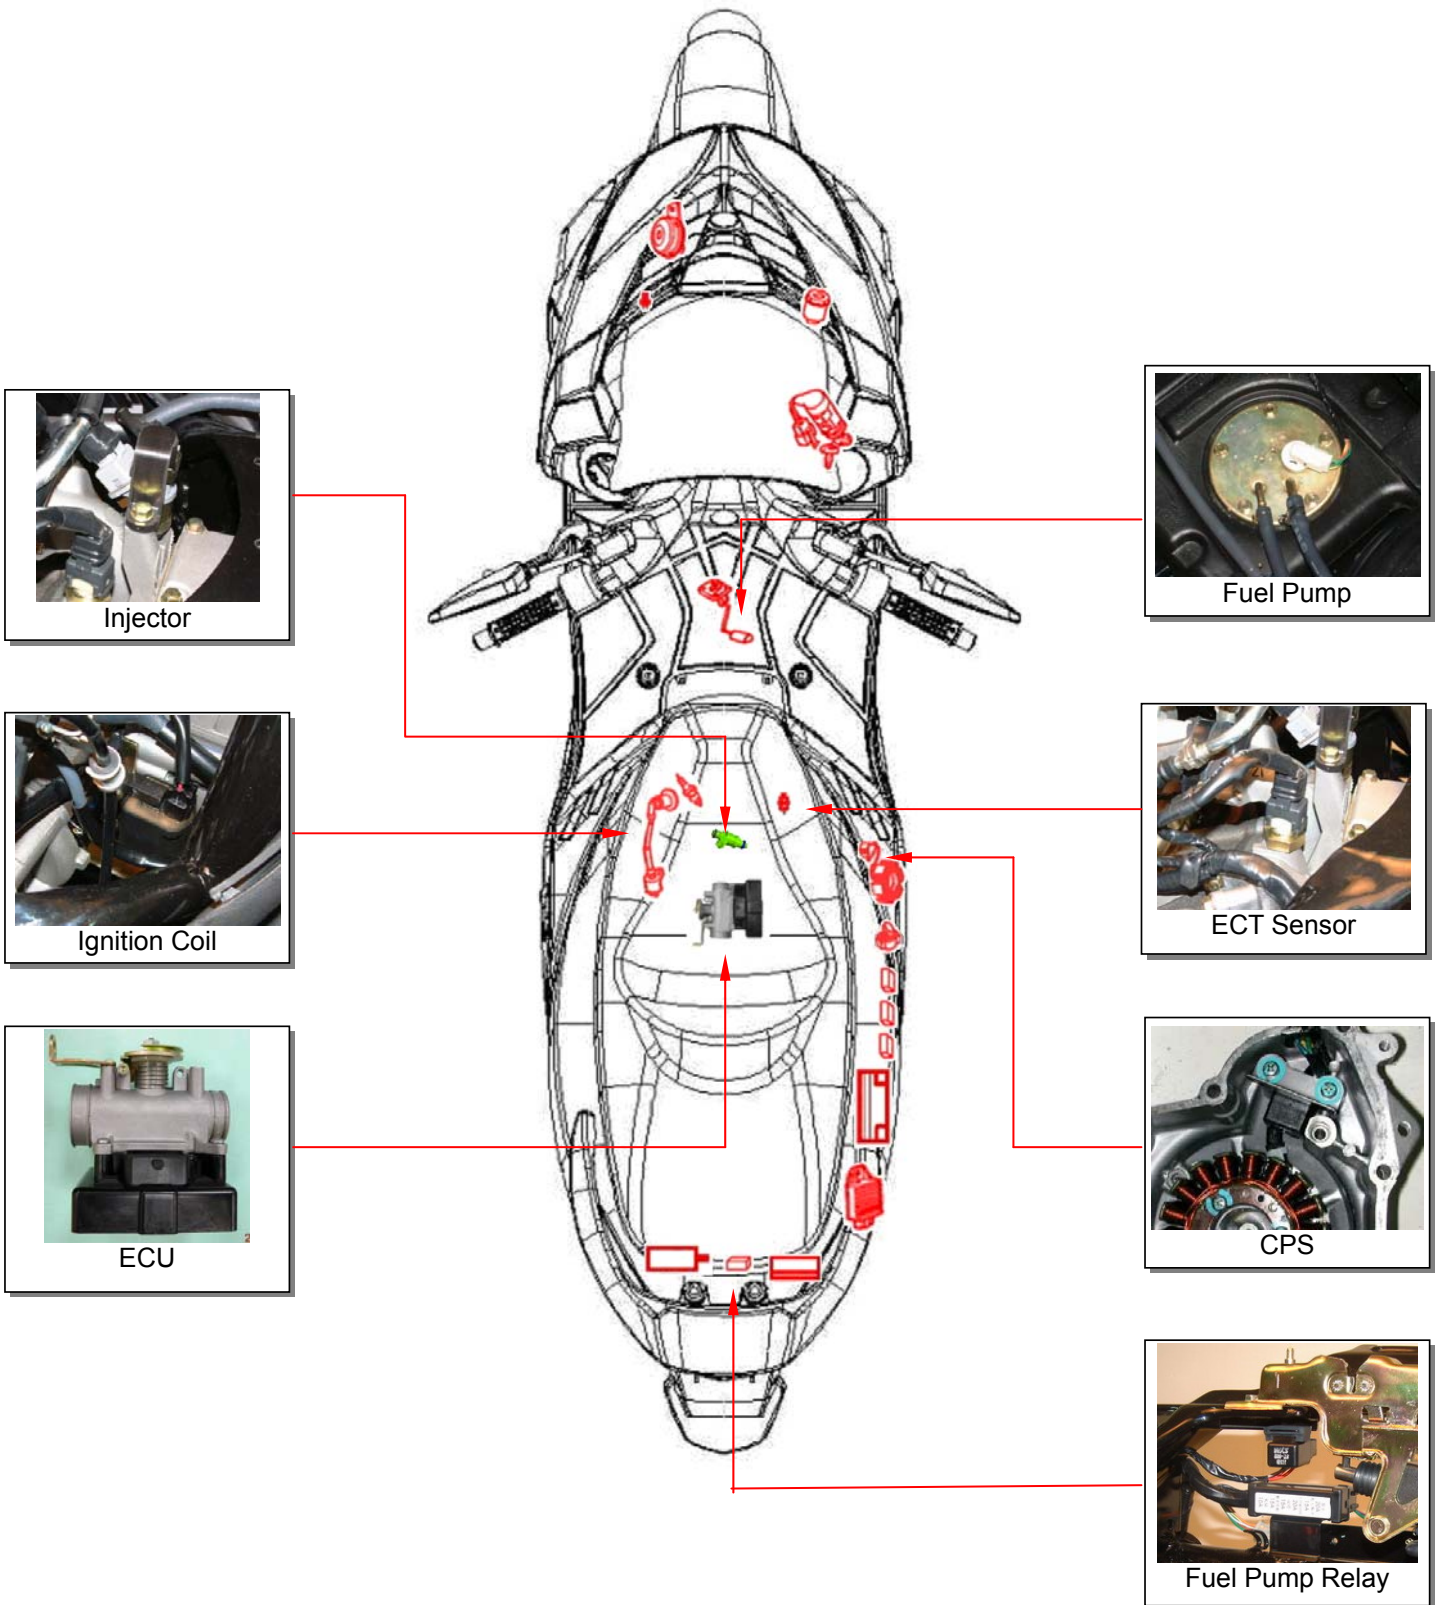 Injector
Fuel Pump
Ignition Coil
ECT Sensor
ECU
CPS
Fuel Pump Relay